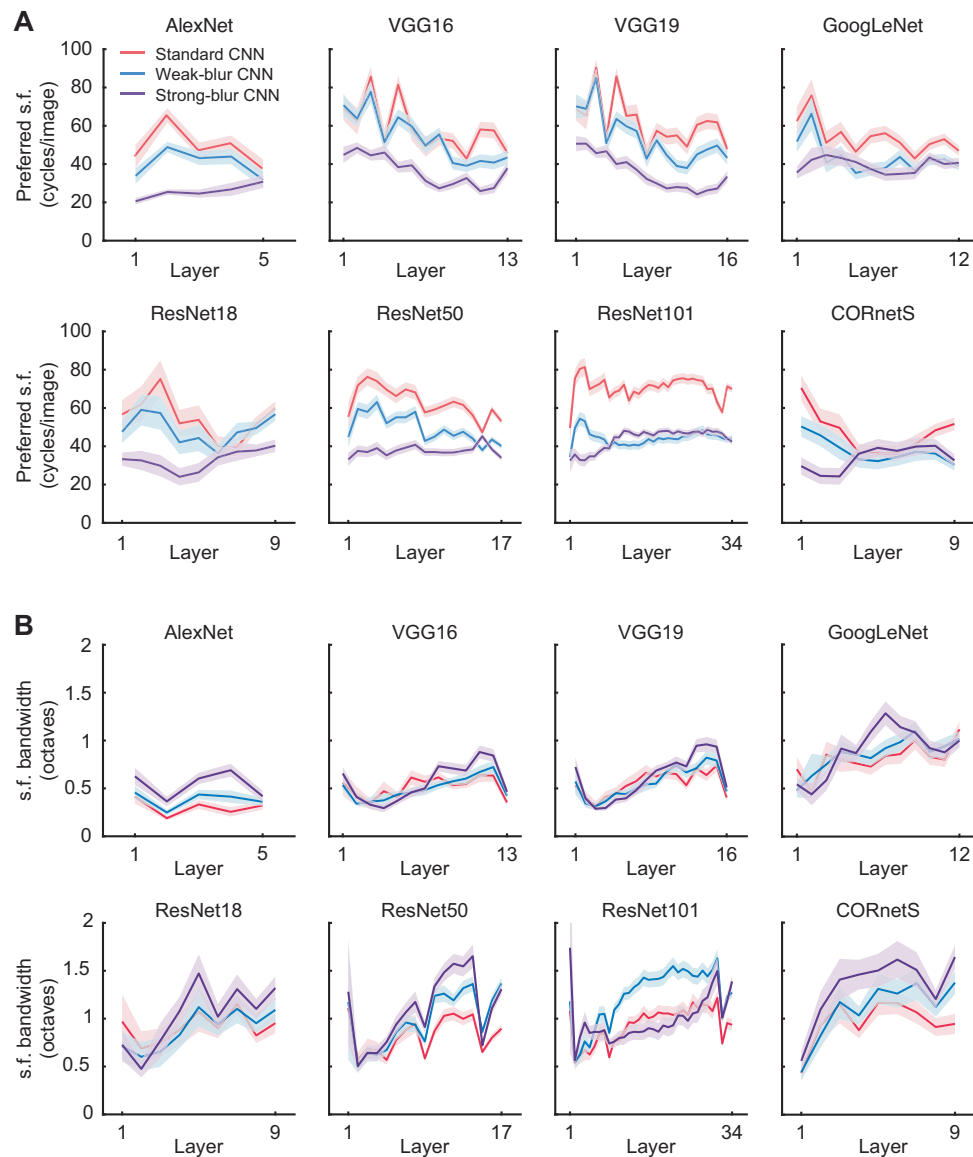 A
AlexNet
VGG16
VGG19
GoogLeNet
Standard CNN
Weak-blur CNN
Strong-blur CNN
Preferred s.f.
(cycles/image)
100
80
60
40
20
0
1
5
Layer
1
13
Layer
1
16
Layer
1
12
Layer
ResNet18
ResNet50
ResNet101
CORnetS
Preferred s.f.
(cycles/image)
100
80
60
40
20
0
1
9
Layer
1
17
Layer
1
34
Layer
1
9
Layer
B
AlexNet
VGG16
VGG19
GoogLeNet
s.f. bandwidth
(octaves)
2
1.5
1
0.5
0
1
5
Layer
1
13
Layer
1
16
Layer
1
12
Layer
ResNet18
ResNet50
ResNet101
CORnetS
s.f. bandwidth
(octaves)
2
1.5
1
0.5
0
1
9
Layer
1
17
Layer
1
34
Layer
1
9
Layer